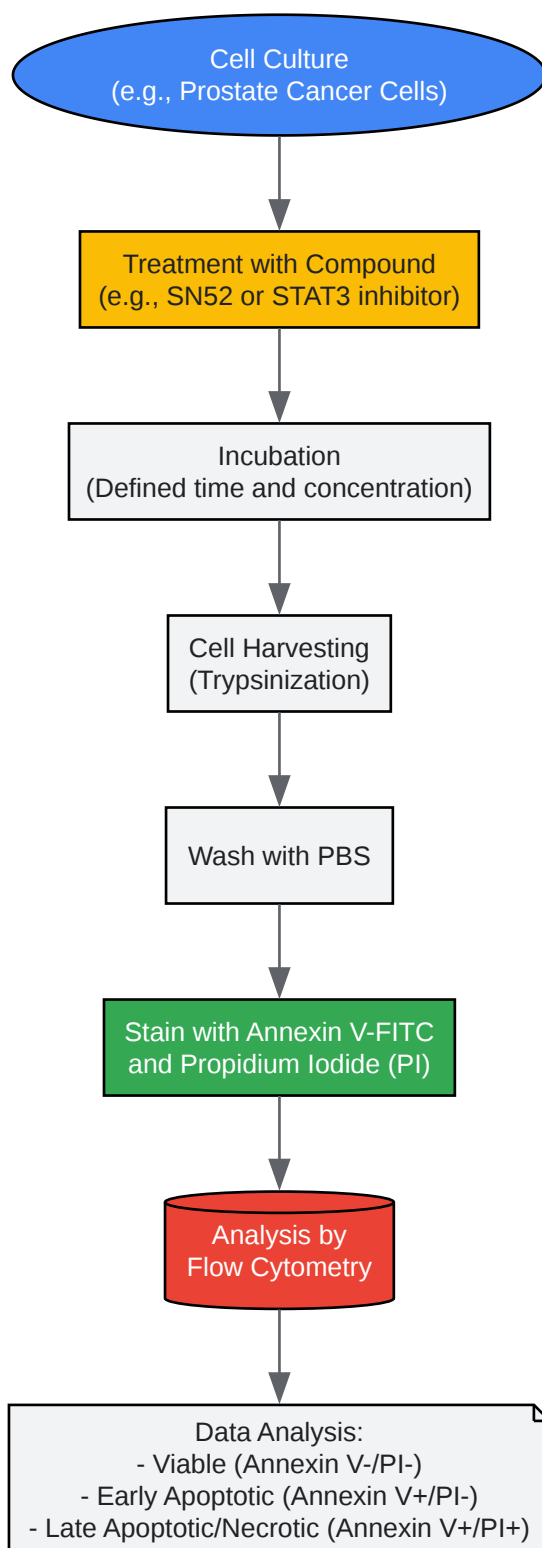 Cell Culture
(e.g., Prostate Cancer Cells)
Treatment with Compound
(e.g., SN52 or STAT3 inhibitor)
Incubation
(Defined time and concentration)
Cell Harvesting
(Trypsinization)
Wash with PBS
Stain with Annexin V-FITC
and Propidium Iodide (PI)
Analysis by
Flow Cytometry
Data Analysis:
- Viable (Annexin V-/PI-)
- Early Apoptotic (Annexin V+/PI-)
- Late Apoptotic/Necrotic (Annexin V+/PI+)